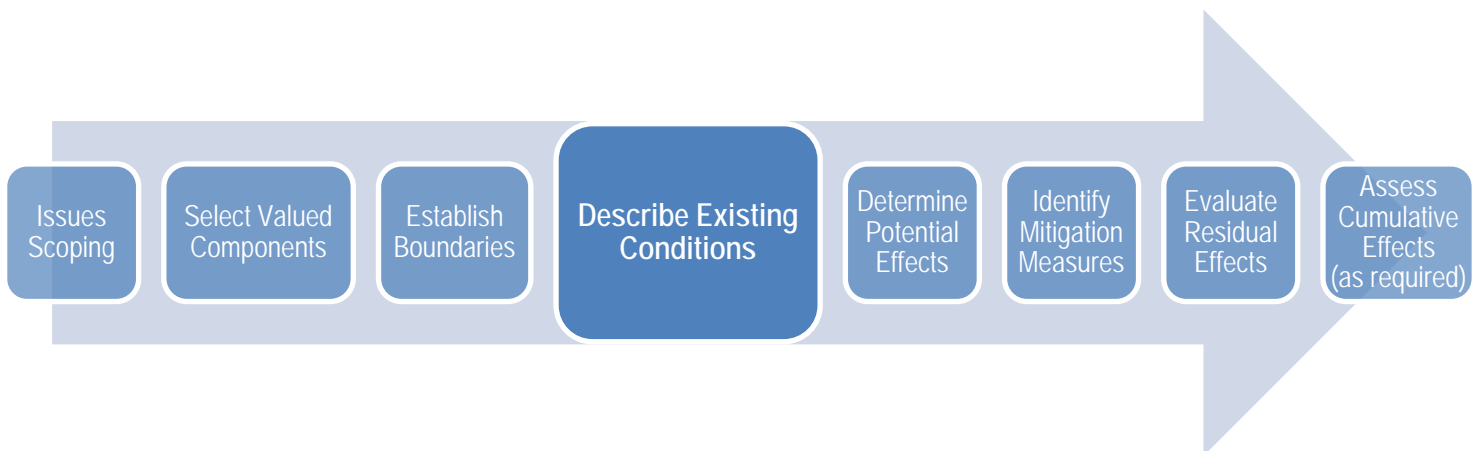 Issues
Scoping
Select Valued
Components
Establish
Boundaries
Describe Existing
Conditions
Determine
Potential
Effects
Identify
Mitigation
Measures
Evaluate
Residual
Effects
Assess
Cumulative
Effects
(as required)